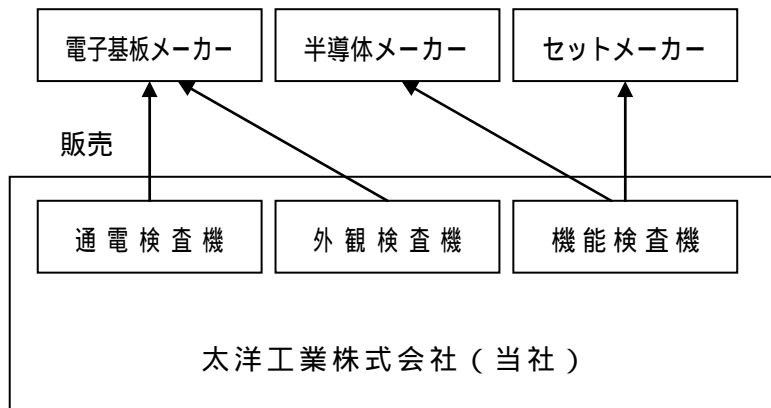 電子基板メーカー 半導体メーカー セットメーカー
販売
通電検査機 外観検査機 機能検査機
太洋工業株式会社（当社）